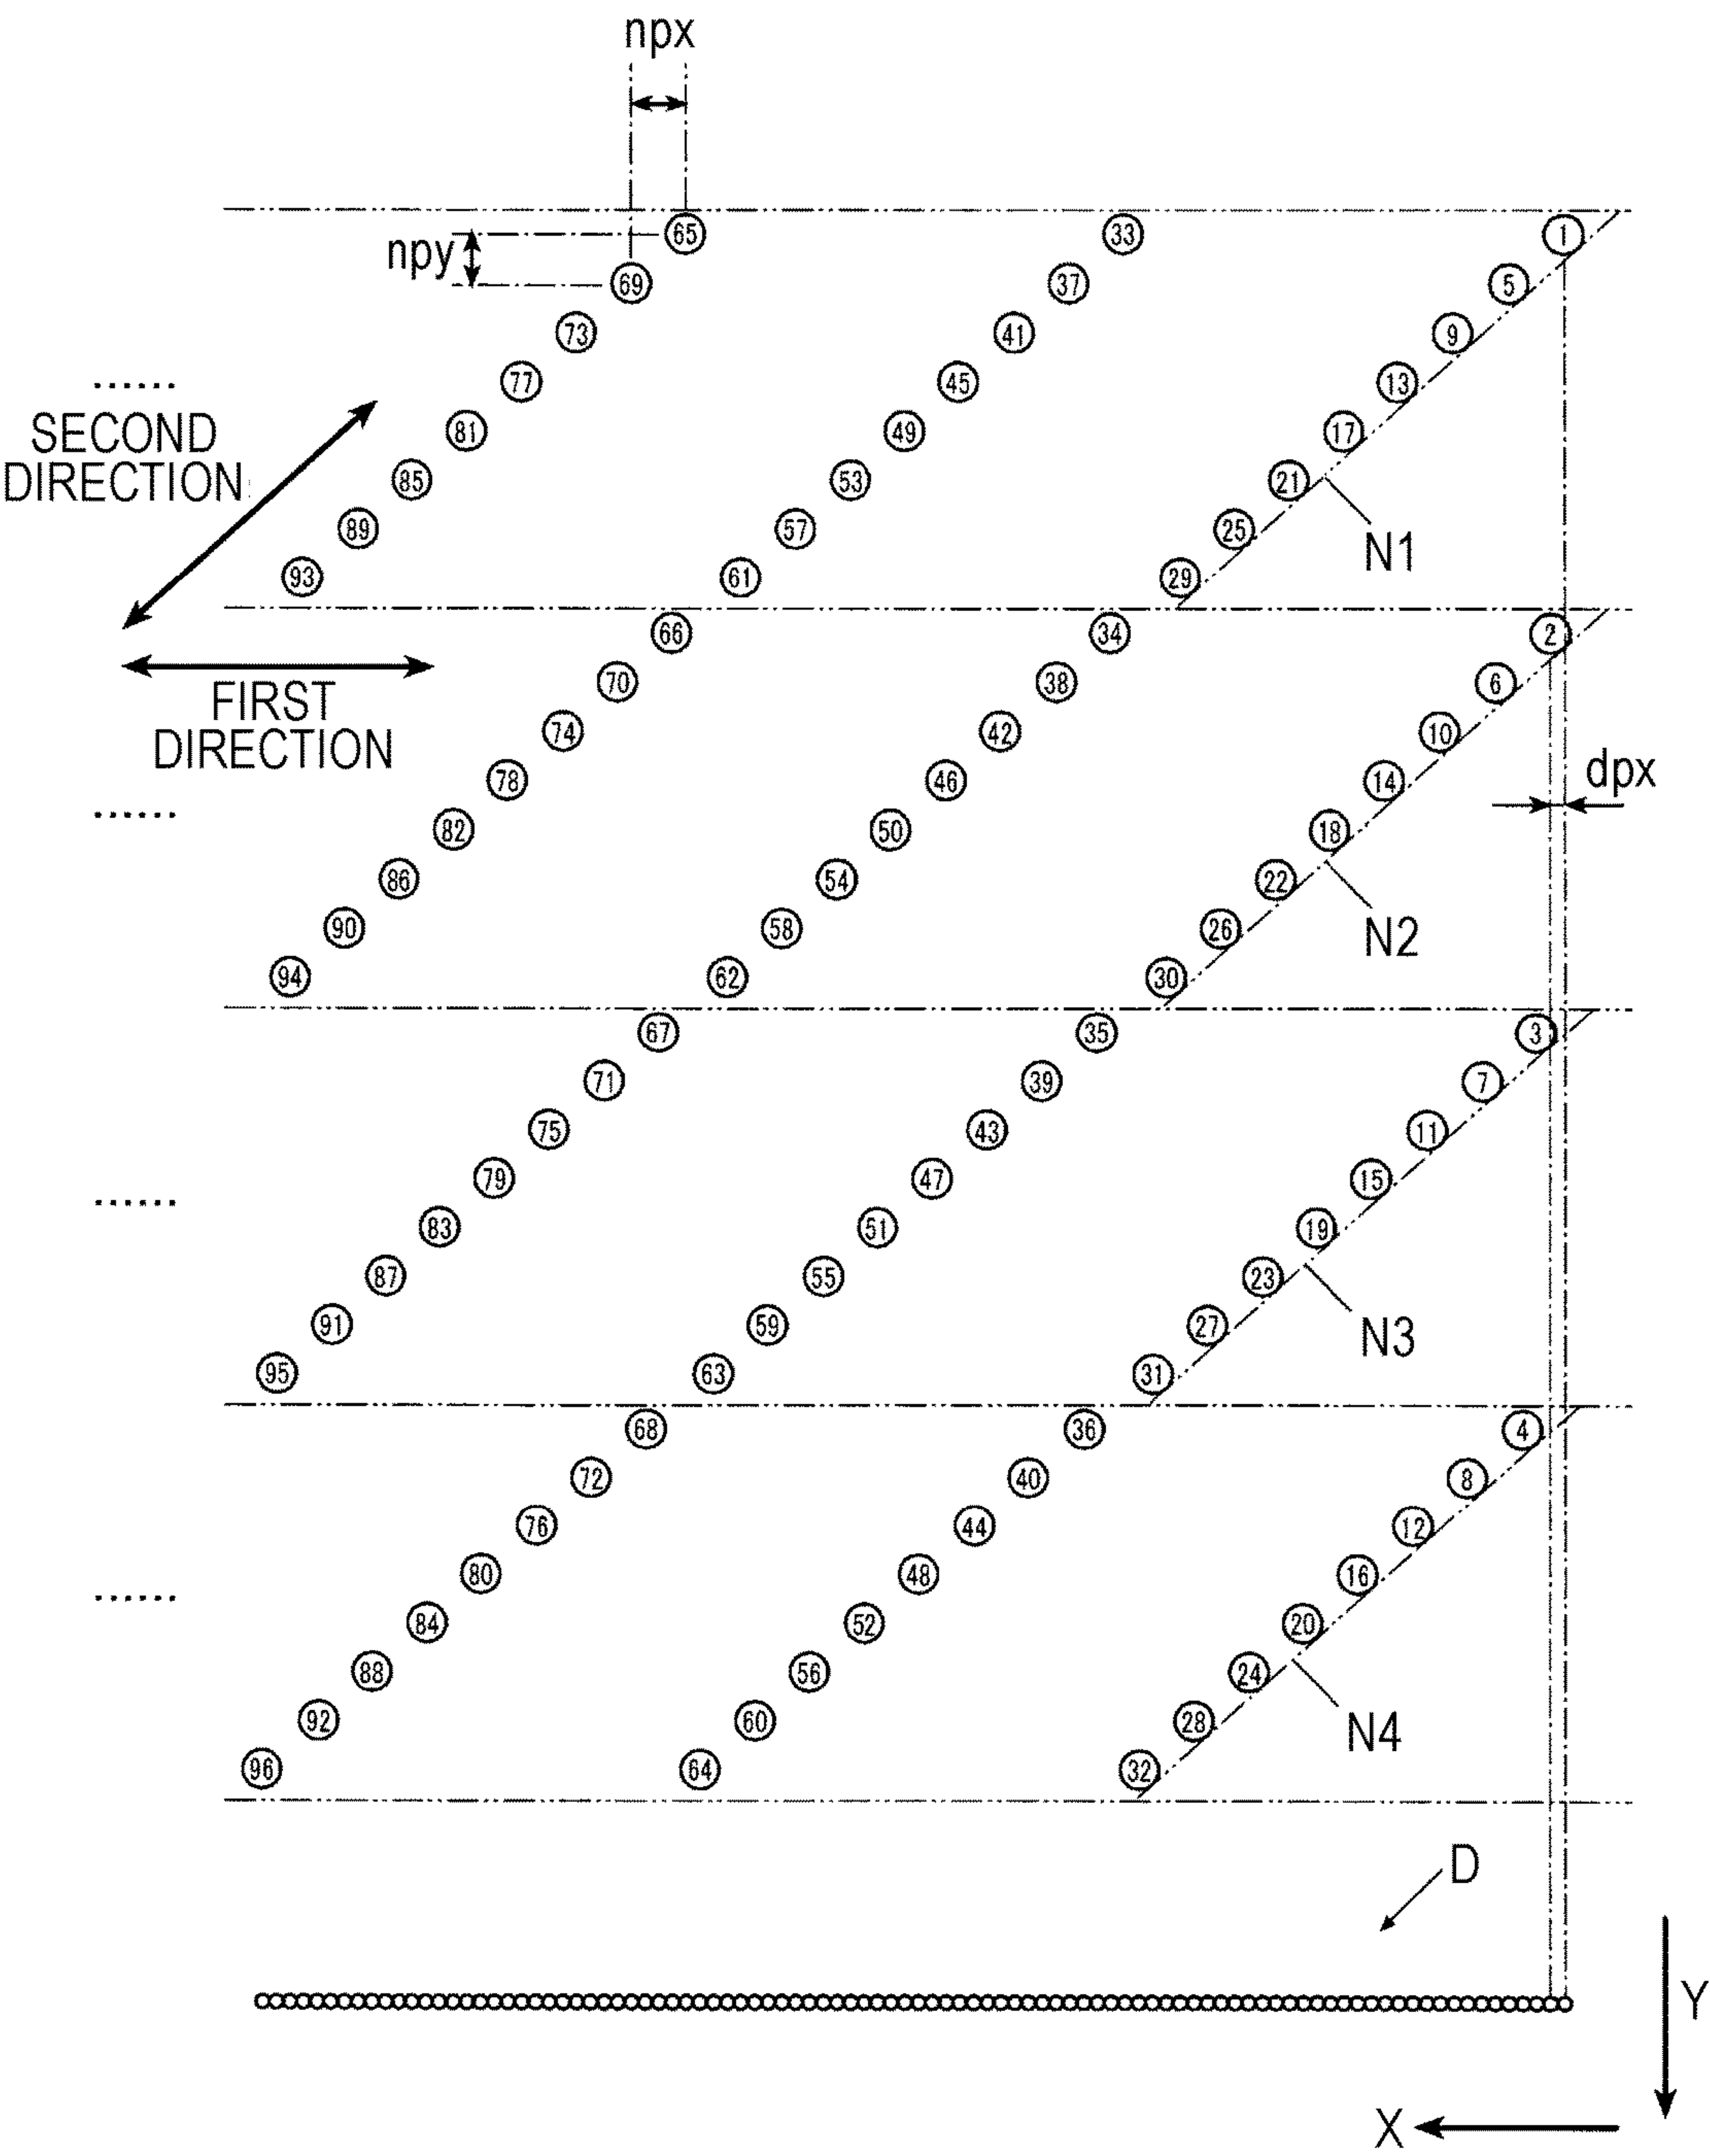 npx
npy
65 33 1
69 37 5
73 41 9
77 45 13
......
SECOND
DIRECTION
81 49 17
85 53 21
89 57 25
N1
93 61 29
66 34 2
FIRST
DIRECTION
70 38 6
74 42 10
dpx
78 46 14
......
82 50 18
86 54 22
90 58 26
N2
94 62 30
67 35 3
71 39 7
75 43 11
79 47 15
......
83 51 19
87 55 23
91 59 27
N3
95 63 31
68 36 4
72 40 8
76 44 12
80 48 16
......
84 52 20
88 56 24
92 60 28
N4
96 64 32
D
Y
X